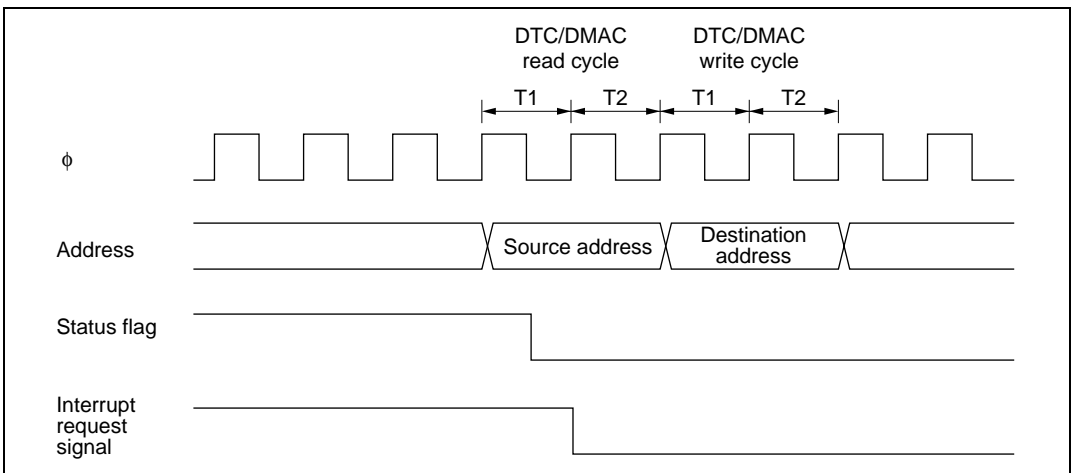 DTC/DMAC
read cycle
DTC/DMAC
write cycle
T1
T2
T1
T2
ϕ
Address
Source address
Destination
address
Status flag
Interrupt
request
signal